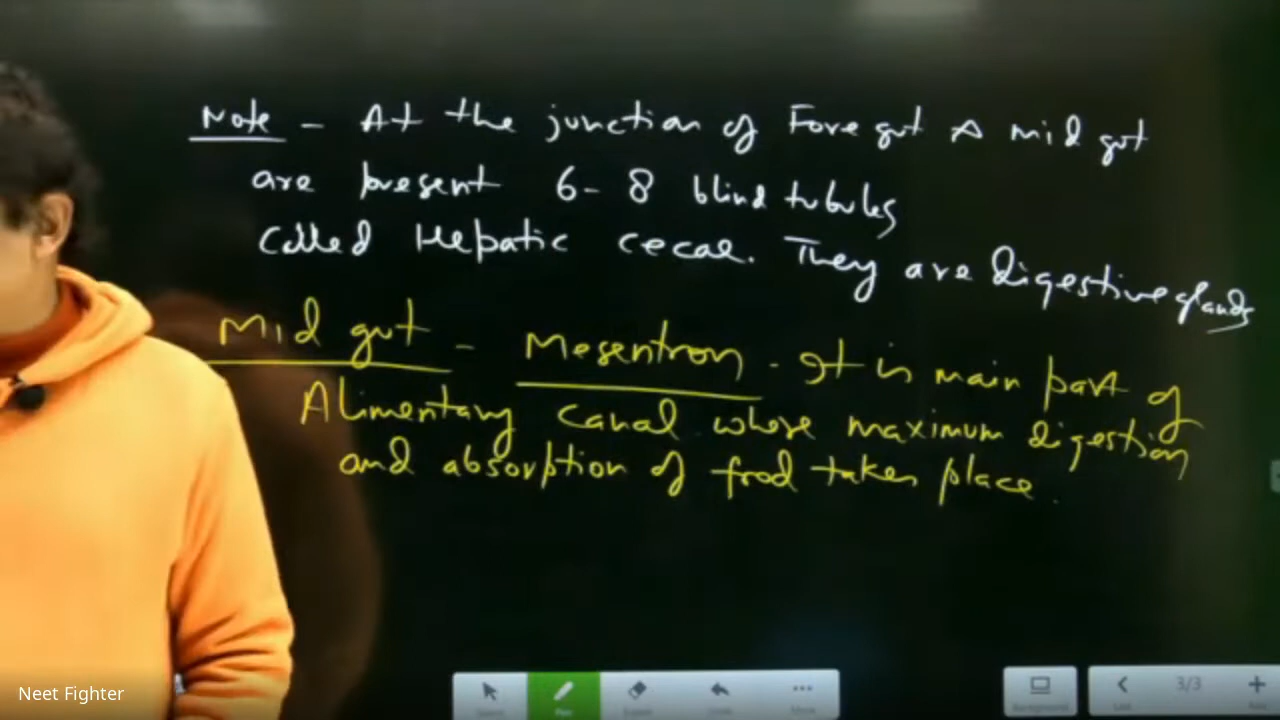 Note - At the junction of Fore gut & mid gut
are present 6-8 blind tubules
called Hepatic cecae. They are digestive glands
Mid gut - Mesentron. It is main part of
Alimentary canal whose maximum digestion
and absorption of food taken place.
Neet Fighter
3/3